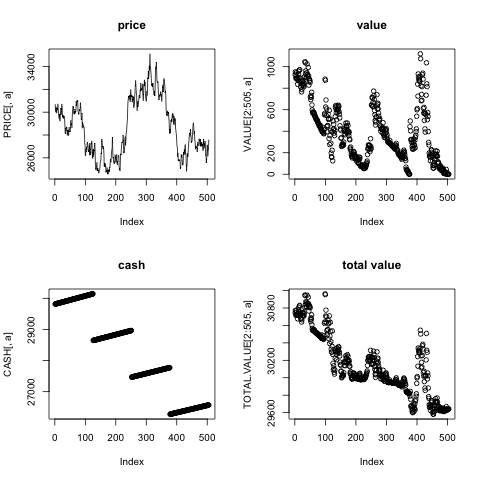 price
value
PRICE[, a]
26000 30000 34000
0 100 200 300 400 500
Index
VALUE[2:505, a]
0 200 600 1000
0 100 200 300 400 500
Index
cash
total value
CASH[, a]
27000 29000
0 100 200 300 400 500
Index
TOTAL.VALUE[2:505, a]
29600 30200 30800
0 100 200 300 400 500
Index